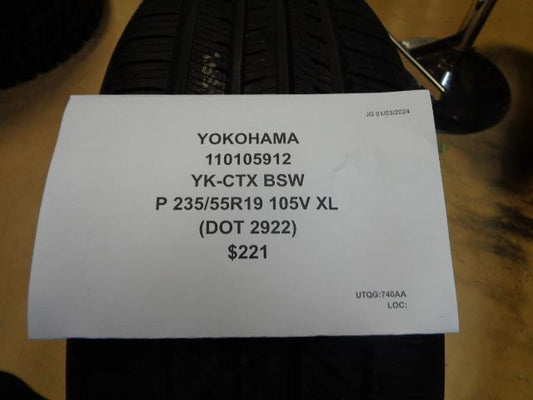 JG 01/03/2024
YOKOHAMA
110105912
YK-CTX BSW
P 235/55R19 105V XL
(DOT 2922)
$221
UTQG:740AA
LOC: